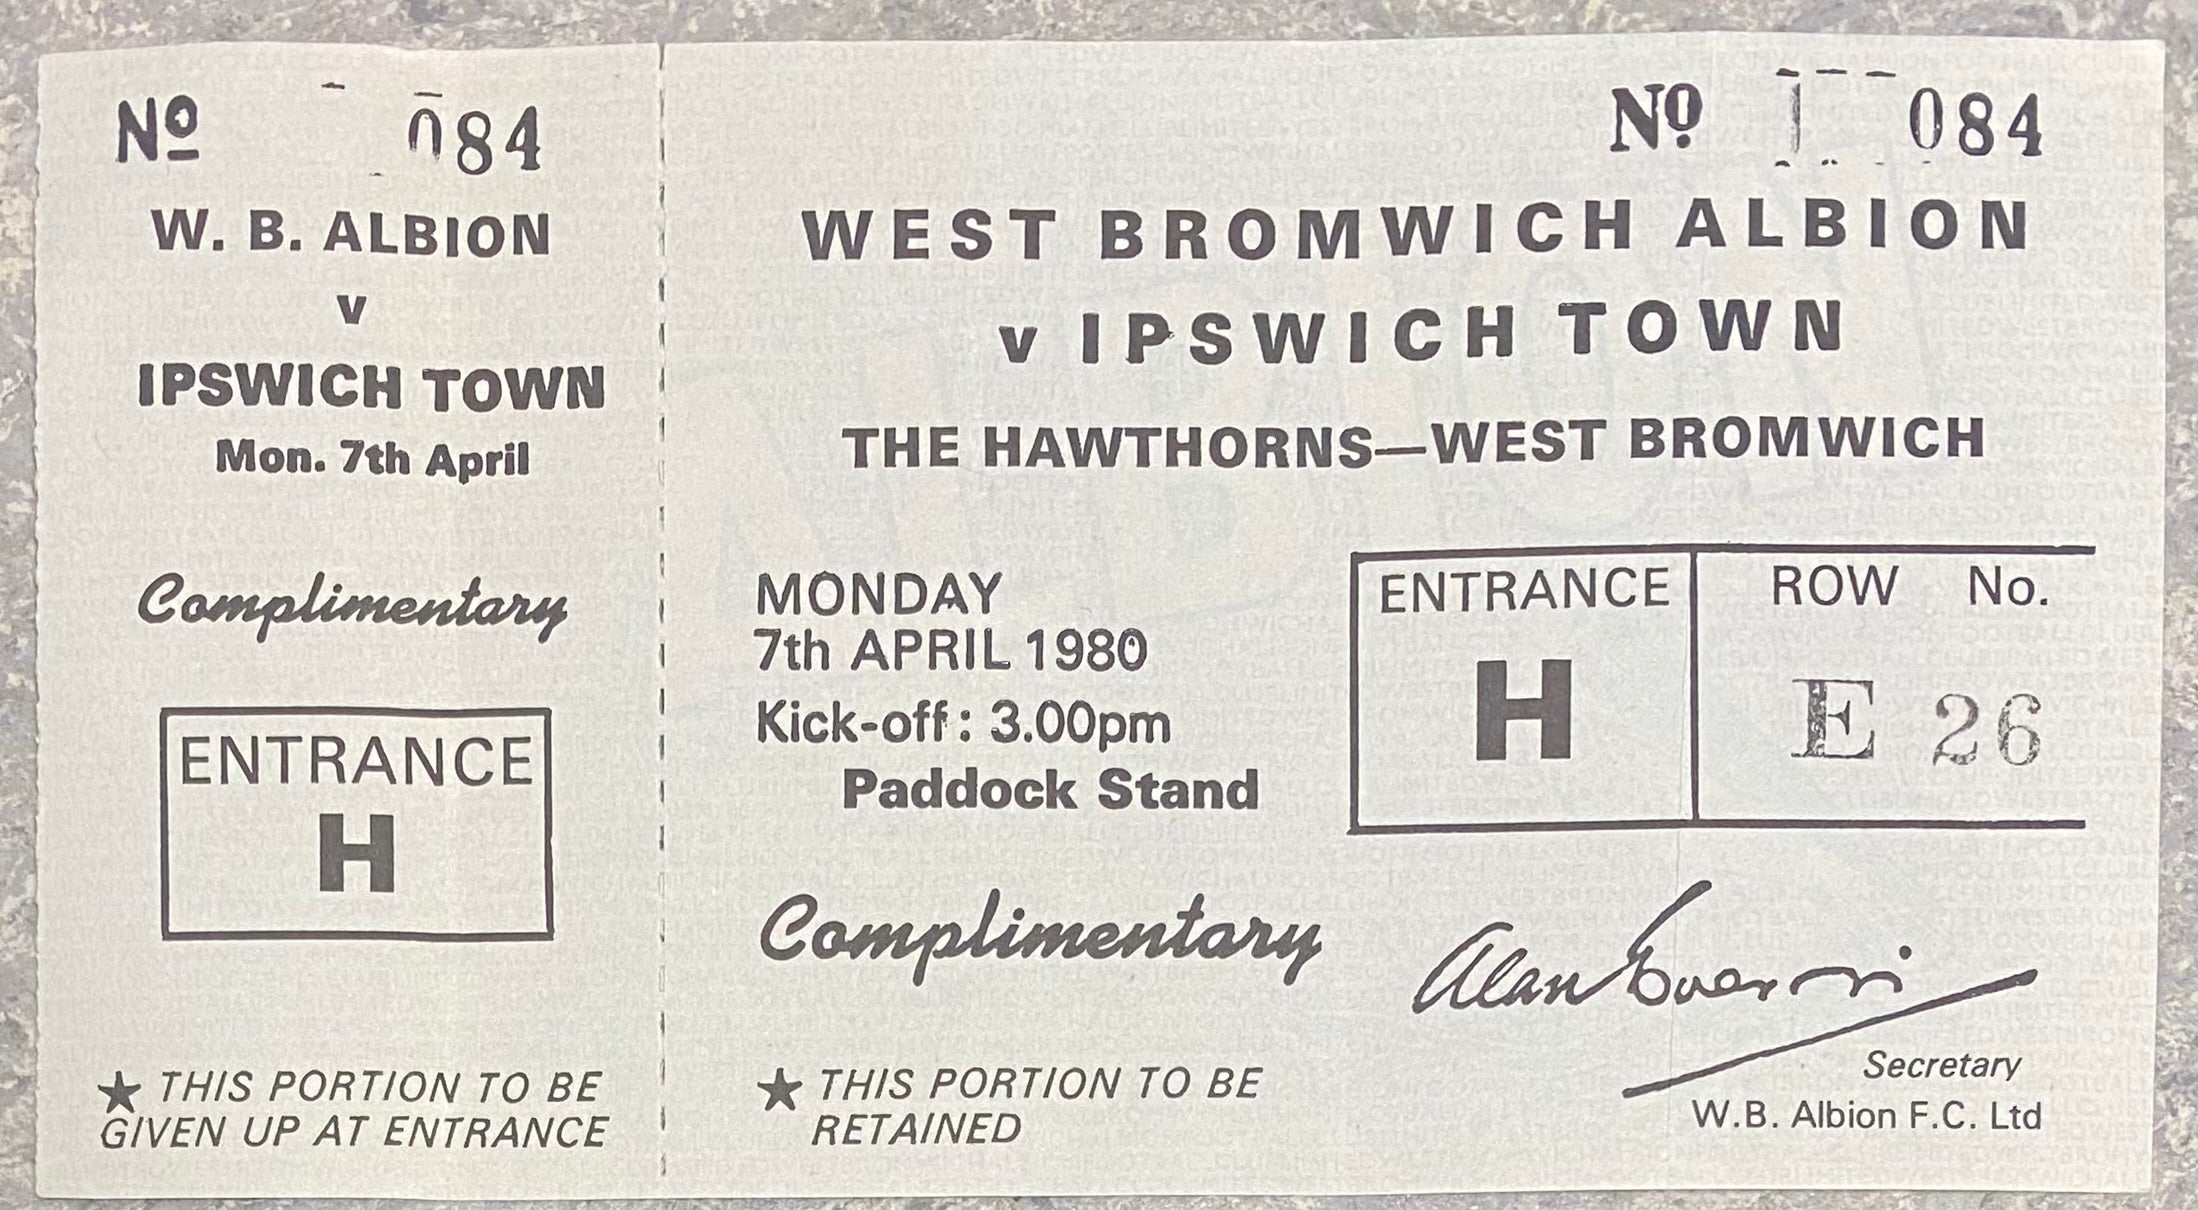 Nº 084
W. B. ALBION
v
IPSWICH TOWN
Mon. 7th April
Complimentary
ENTRANCE
H
★ THIS PORTION TO BE
GIVEN UP AT ENTRANCE
Nº 084
WEST BROMWICH ALBION
v IPSWICH TOWN
THE HAWTHORNS—WEST BROMWICH
MONDAY
7th APRIL 1980
Kick-off: 3.00pm
Paddock Stand
ENTRANCE
H
ROW No.
E 26
Complimentary
Alan
Secretary
W.B. Albion F.C. Ltd
★ THIS PORTION TO BE
RETAINED